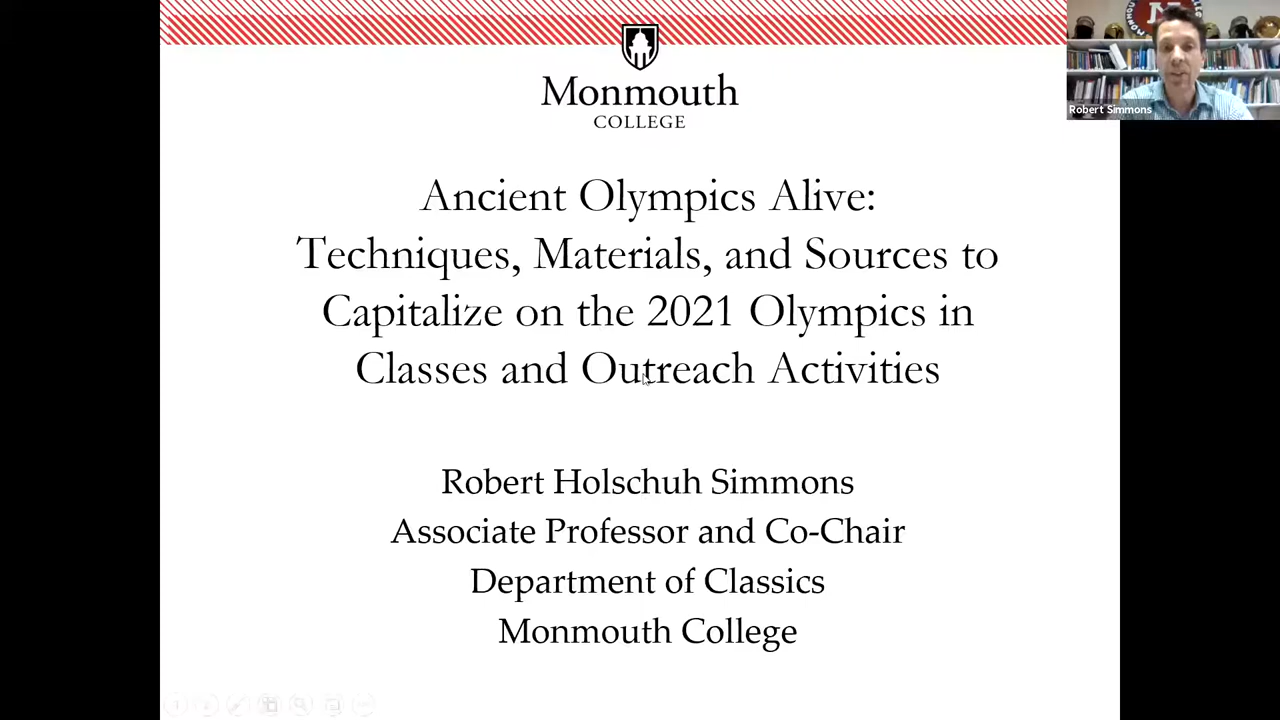 Monmouth
COLLEGE
Ancient Olympics Alive:
Techniques, Materials, and Sources to
Capitalize on the 2021 Olympics in
Classes and Outreach Activities
Robert Holschuh Simmons
Associate Professor and Co-Chair
Department of Classics
Monmouth College
Robert Simmons